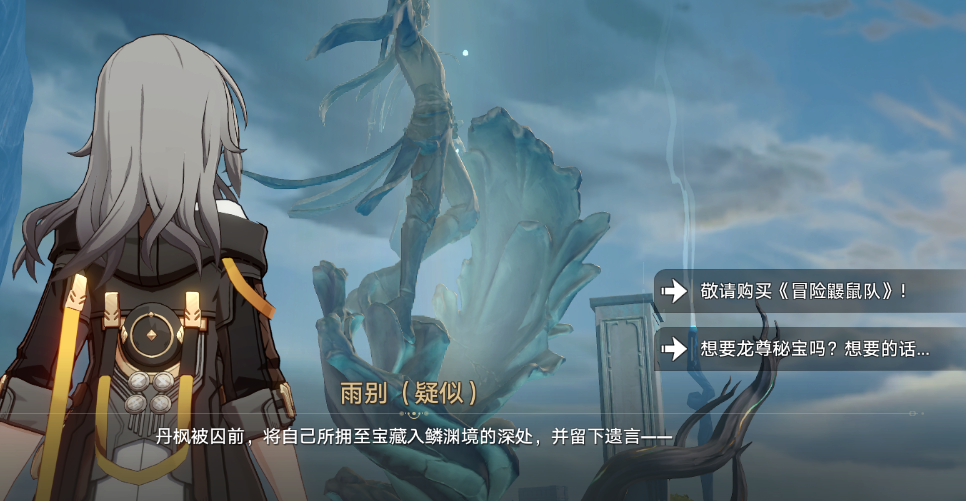 敬请购买《冒险鼹鼠队》！
想要龙尊秘宝吗？想要的话...
雨别（疑似）
丹枫被囚前，将自己所拥至宝藏入鳞渊境的深处，并留下遗言——